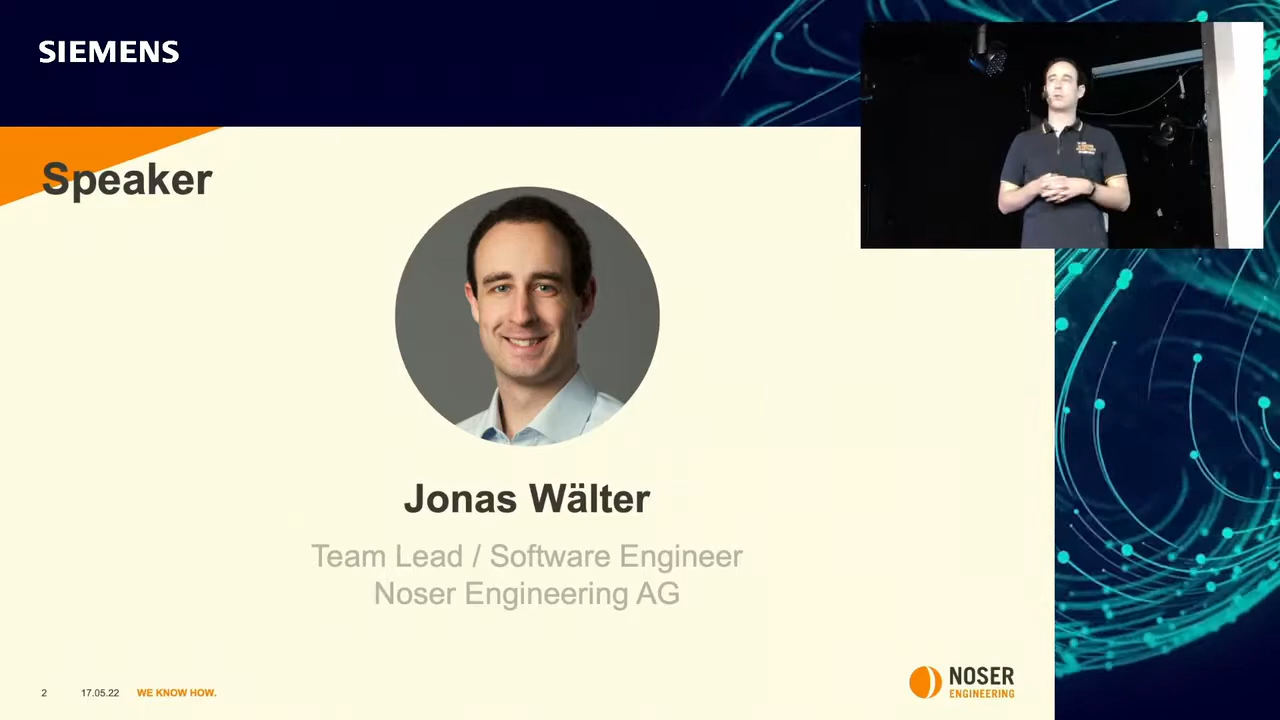 SIEMENS
Speaker
Jonas Wälter
Team Lead / Software Engineer
Noser Engineering AG
2 17.05.22 WE KNOW HOW.
NOSER
ENGINEERING